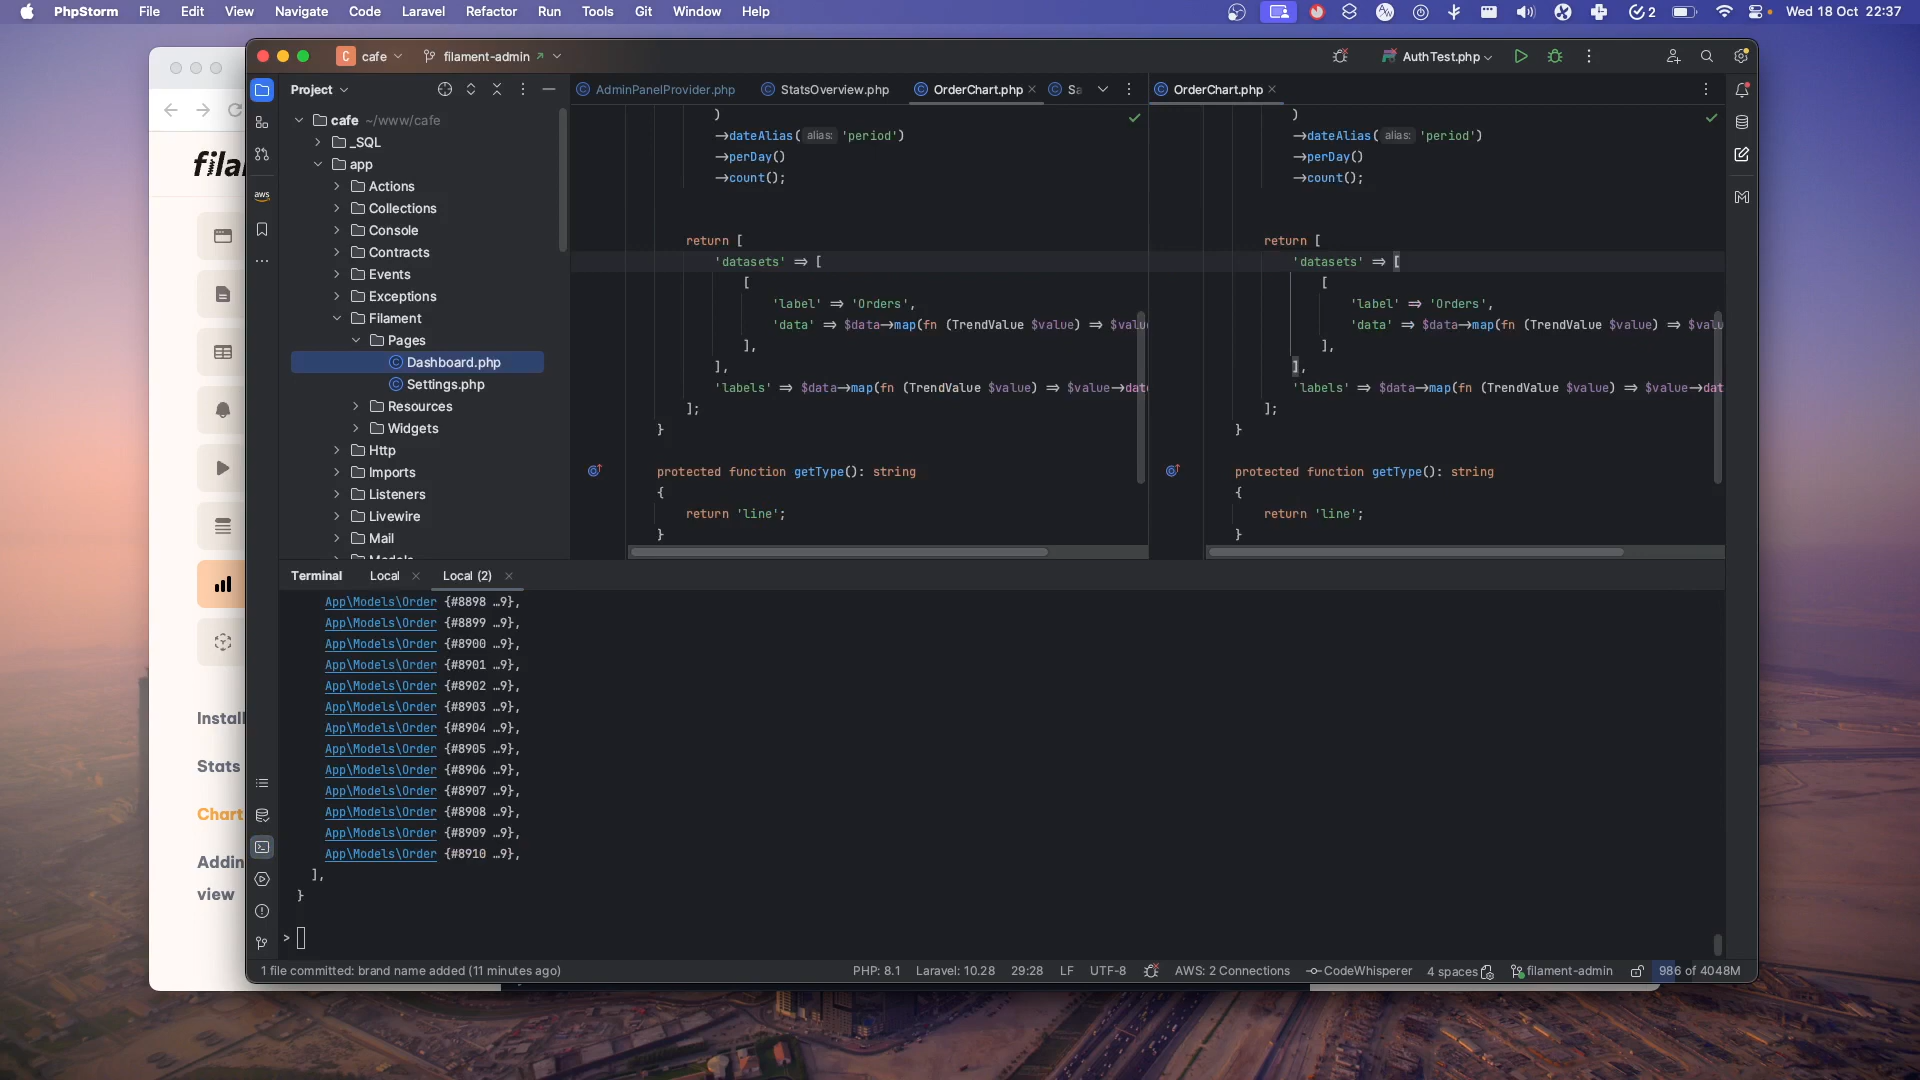 PhpStorm File Edit View Navigate Code Laravel Refactor Run Tools Git Window Help 2 Wed 18 Oct 22:37
C cafe filament-admin AuthTest.php
Project AdminPanelProvider.php StatsOverview.php OrderChart.php Sa OrderChart.php
cafe ~/www/cafe
_SQL
app
Actions
Collections
Console
Contracts
Events
Exceptions
Filament
Pages
Dashboard.php
Settings.php
Resources
Widgets
Http
Imports
Listeners
Livewire
Mail
Models
aws
)
→dateAlias( alias: 'period')
→perDay()
→count();
return [
'datasets' ⇒ [
[
'label' ⇒ 'Orders',
'data' ⇒ $data→map(fn (TrendValue $value) ⇒ $valu
],
],
'labels' ⇒ $data→map(fn (TrendValue $value) ⇒ $value→dat
];
}
protected function getType(): string
{
return 'line';
}
)
→dateAlias( alias: 'period')
→perDay()
→count();
return [
'datasets' ⇒ [
[
'label' ⇒ 'Orders',
'data' ⇒ $data→map(fn (TrendValue $value) ⇒ $valu
],
],
'labels' ⇒ $data→map(fn (TrendValue $value) ⇒ $value→dat
];
}
protected function getType(): string
{
return 'line';
}
Terminal Local Local (2)
App\Models\Order {#8898 …9},
App\Models\Order {#8899 …9},
App\Models\Order {#8900 …9},
App\Models\Order {#8901 …9},
App\Models\Order {#8902 …9},
App\Models\Order {#8903 …9},
App\Models\Order {#8904 …9},
App\Models\Order {#8905 …9},
App\Models\Order {#8906 …9},
App\Models\Order {#8907 …9},
App\Models\Order {#8908 …9},
App\Models\Order {#8909 …9},
App\Models\Order {#8910 …9},
],
}
>
1 file committed: brand name added (11 minutes ago) PHP: 8.1 Laravel: 10.28 29:28 LF UTF-8 AWS: 2 Connections CodeWhisperer 4 spaces filament-admin 986 of 4048M
fila
Install
Stats
Chart
Addin
view